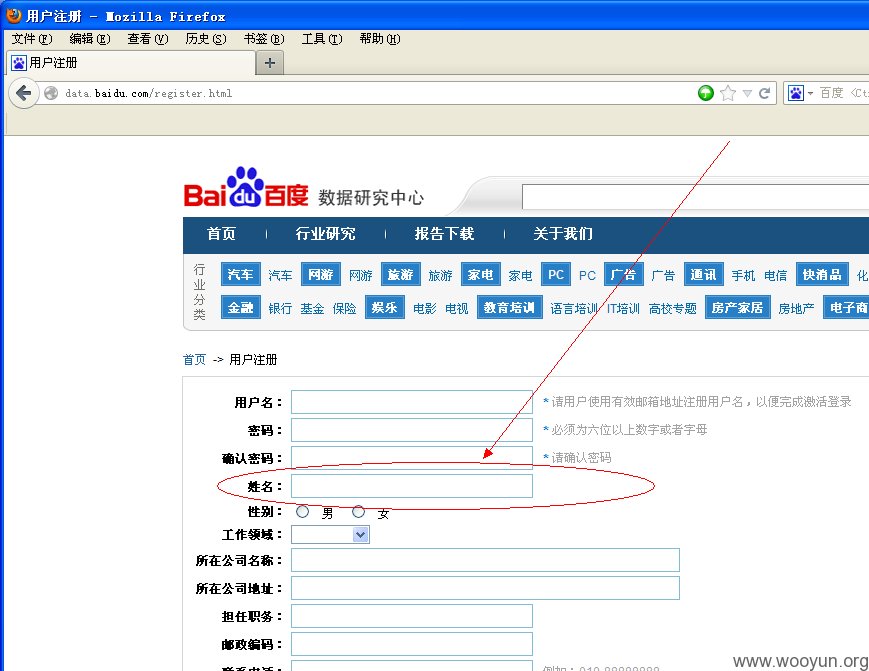 用户注册 - Mozilla Firefox
文件(F) 编辑(E) 查看(V) 历史(S) 书签(B) 工具(T) 帮助(H)
用户注册
data.baidu.com/register.html 百度 <Ct
Bai du 百度 数据研究中心
首页 行业研究 报告下载 关于我们
行业分类
汽车 汽车 网游 网游 旅游 旅游 家电 家电 PC PC 广告 广告 通讯 手机 电信 快消品 化
金融 银行 基金 保险 娱乐 电影 电视 教育培训 语言培训 IT培训 高校专题 房产家居 房地产 电子商
首页 -> 用户注册
用户名： *请用户使用有效邮箱地址注册用户名，以便完成激活登录
密码： *必须为六位以上数字或者字母
确认密码： *请确认密码
姓名：
性别： 男 女
工作领域：
所在公司名称：
所在公司地址：
担任职务：
邮政编码：
联系电话： 例如：010-88888888
www.wooyun.org